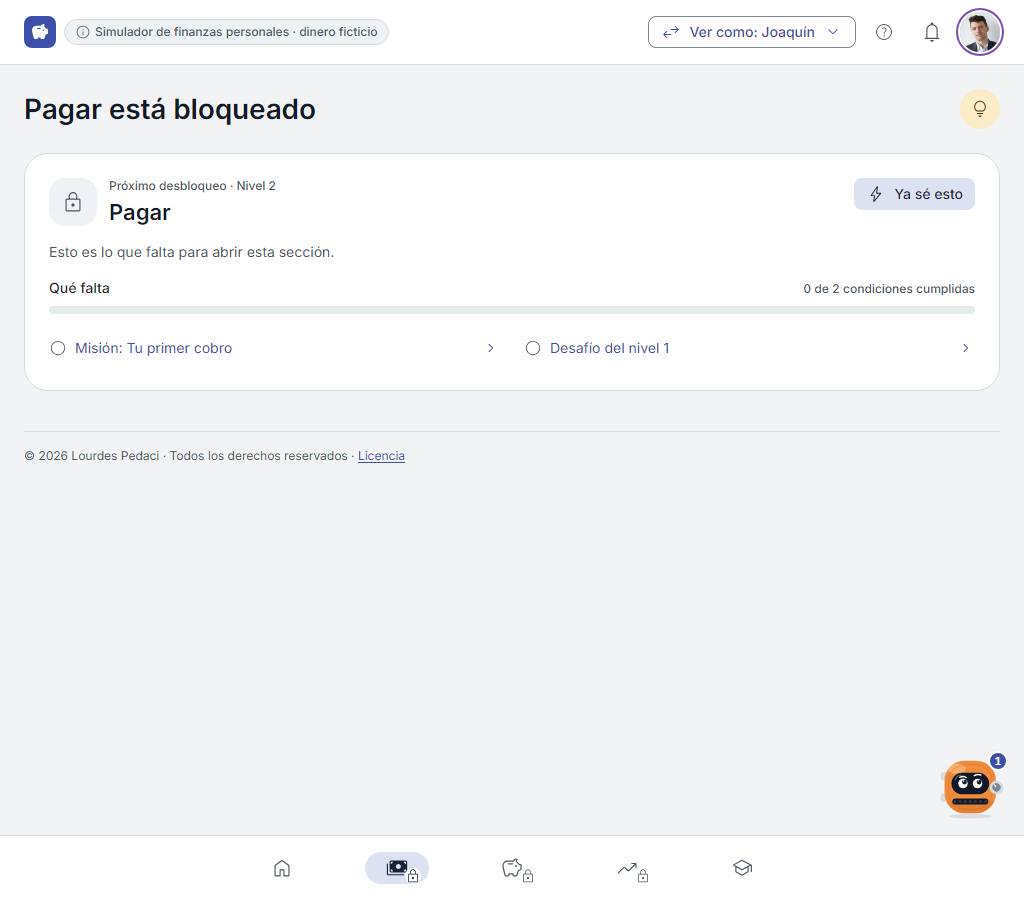 Simulador de finanzas personales · dinero ficticio
Ver como: Joaquín
Pagar está bloqueado
Próximo desbloqueo · Nivel 2
Pagar
Ya sé esto
Esto es lo que falta para abrir esta sección.
Qué falta
0 de 2 condiciones cumplidas
Misión: Tu primer cobro
Desafío del nivel 1
© 2026 Lourdes Pedaci · Todos los derechos reservados · Licencia
1